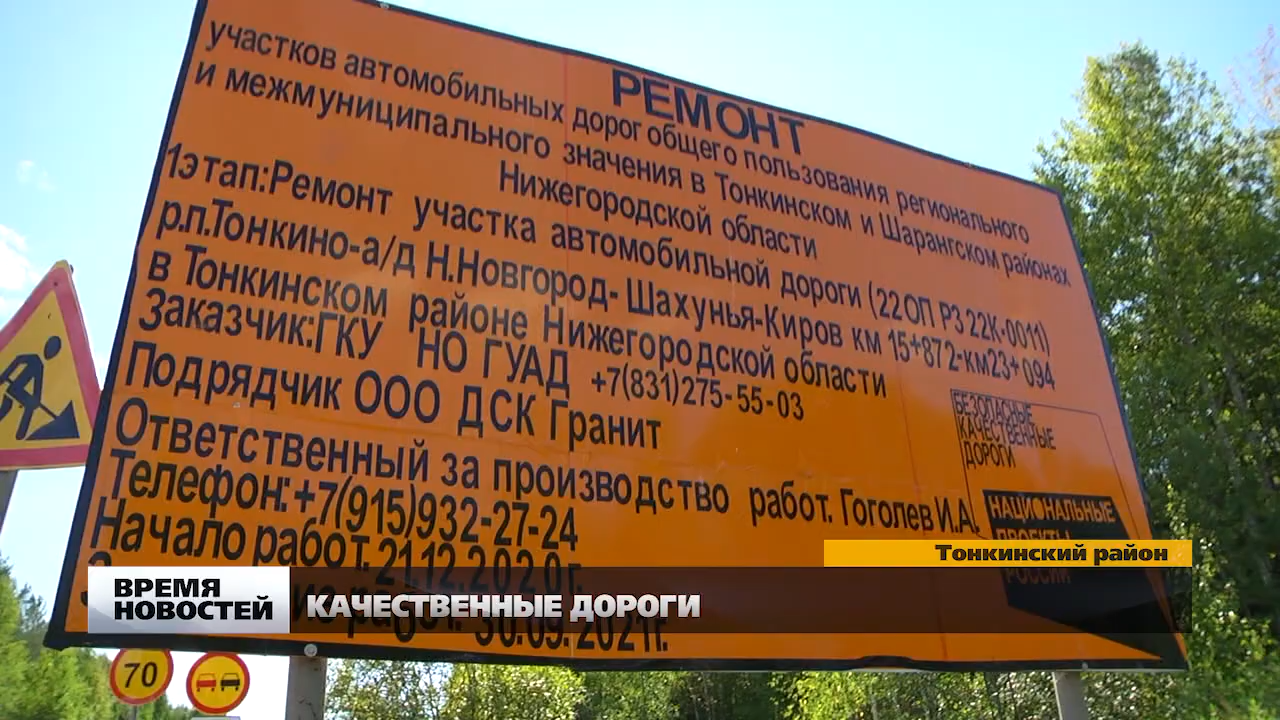 РЕМОНТ
участков автомобильных дорог общего пользования регионального
и межмуниципального значения в Тонкинском и Шарангском районах
Нижегородской области
1этап:Ремонт участка автомобильной дороги (22 ОП РЗ 22К-0011)
р.п.Тонкино-а/д Н.Новгород- Шахунья-Киров км 15+872-км23+094
в Тонкинском районе Нижегородской области
Заказчик:ГКУ НО ГУАД +7(831)275-55-03
Подрядчик ООО ДСК Гранит
Ответственный за производство работ. Гоголев И.А.
Телефон:+7(915)932-27-24
Начало работ. 21.12.2020г.
работ. 30.09.2021г.
БЕЗОПАСНЫЕ
КАЧЕСТВЕННЫЕ
ДОРОГИ
НАЦИОНАЛЬНЫЕ
ПРОЕКТЫ
РОССИИ
Тонкинский район
ВРЕМЯ
НОВОСТЕЙ
КАЧЕСТВЕННЫЕ ДОРОГИ
70